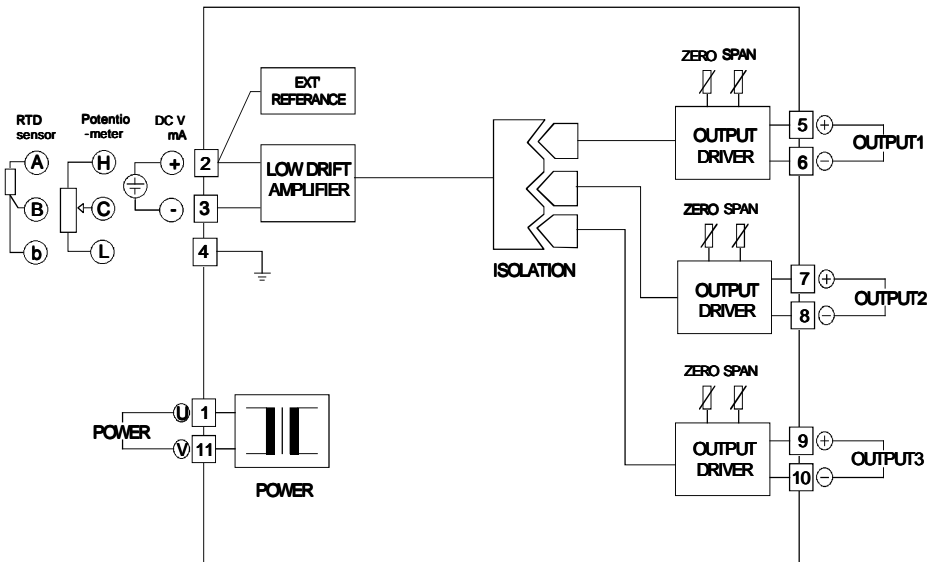 ZERO SPAN
EXT'
REFERANCE
RTD
sensor
Potentio
-meter
DC V
mA
A
H
+
2
LOW DRIFT
AMPLIFIER
OUTPUT
DRIVER
5
+
6
-
OUTPUT1
B
C
-
3
b
L
4
ISOLATION
ZERO SPAN
OUTPUT
DRIVER
7
+
8
-
OUTPUT2
ZERO SPAN
POWER
U
1
V
11
POWER
OUTPUT
DRIVER
9
+
10
-
OUTPUT3